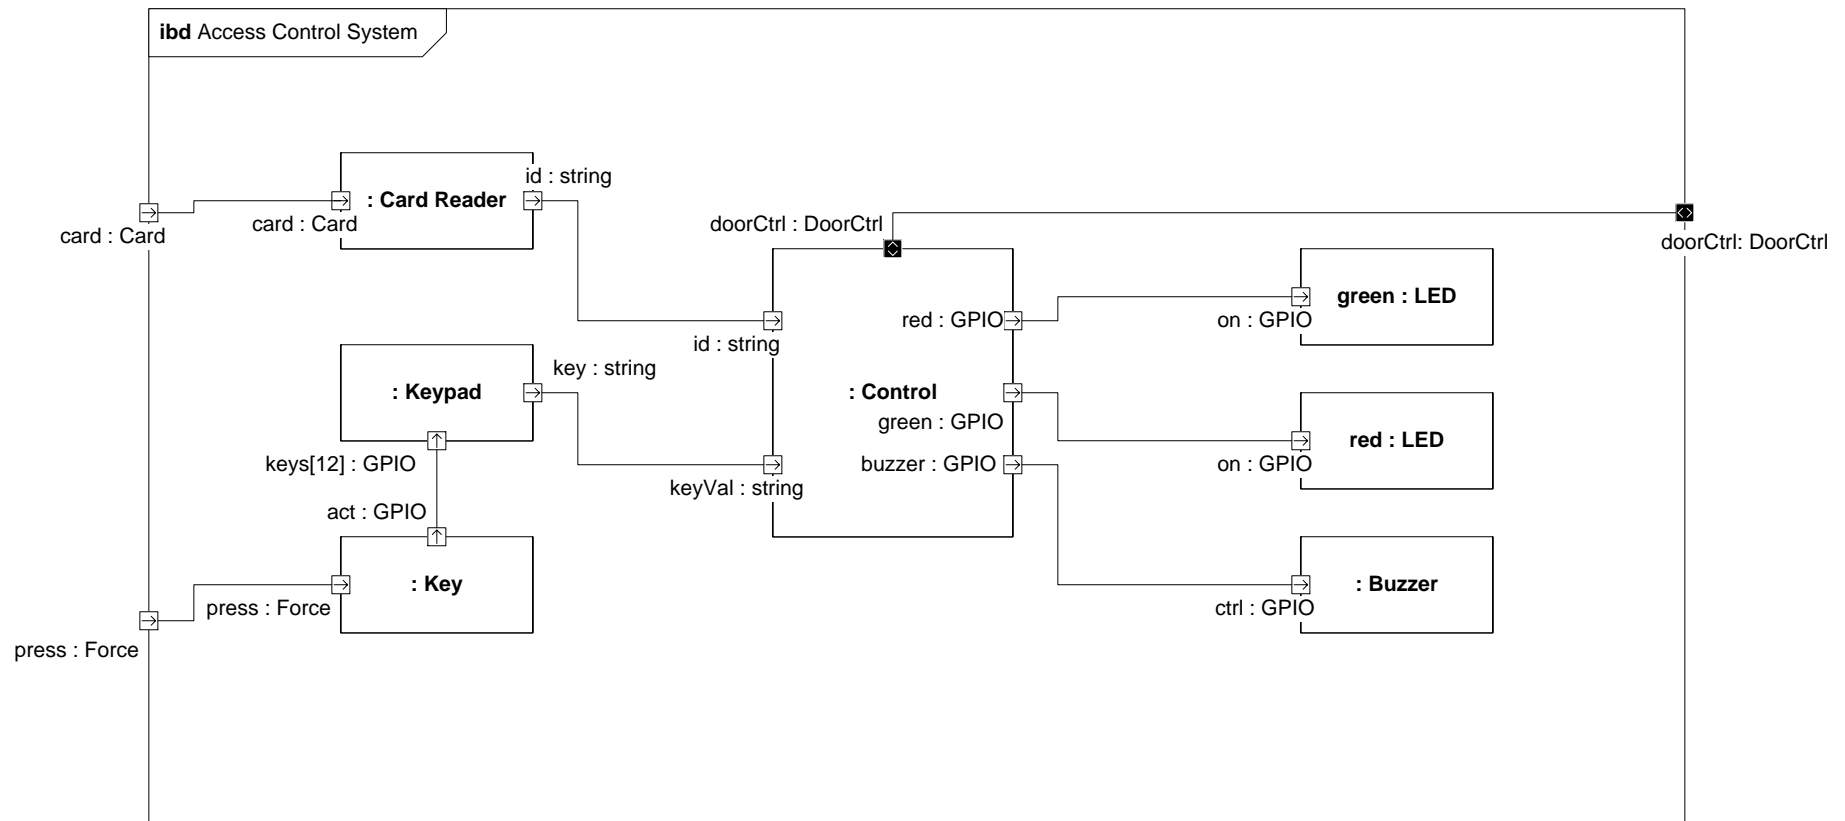 ibd Access Control System
id : string
: Card Reader
card : Card
card : Card
doorCtrl : DoorCtrl
doorCtrl: DoorCtrl
green : LED
red : GPIO
on : GPIO
id : string
key : string
: Keypad
: Control
green : GPIO
red : LED
keys[12] : GPIO
buzzer : GPIO
on : GPIO
keyVal : string
act : GPIO
: Key
: Buzzer
press : Force
ctrl : GPIO
press : Force